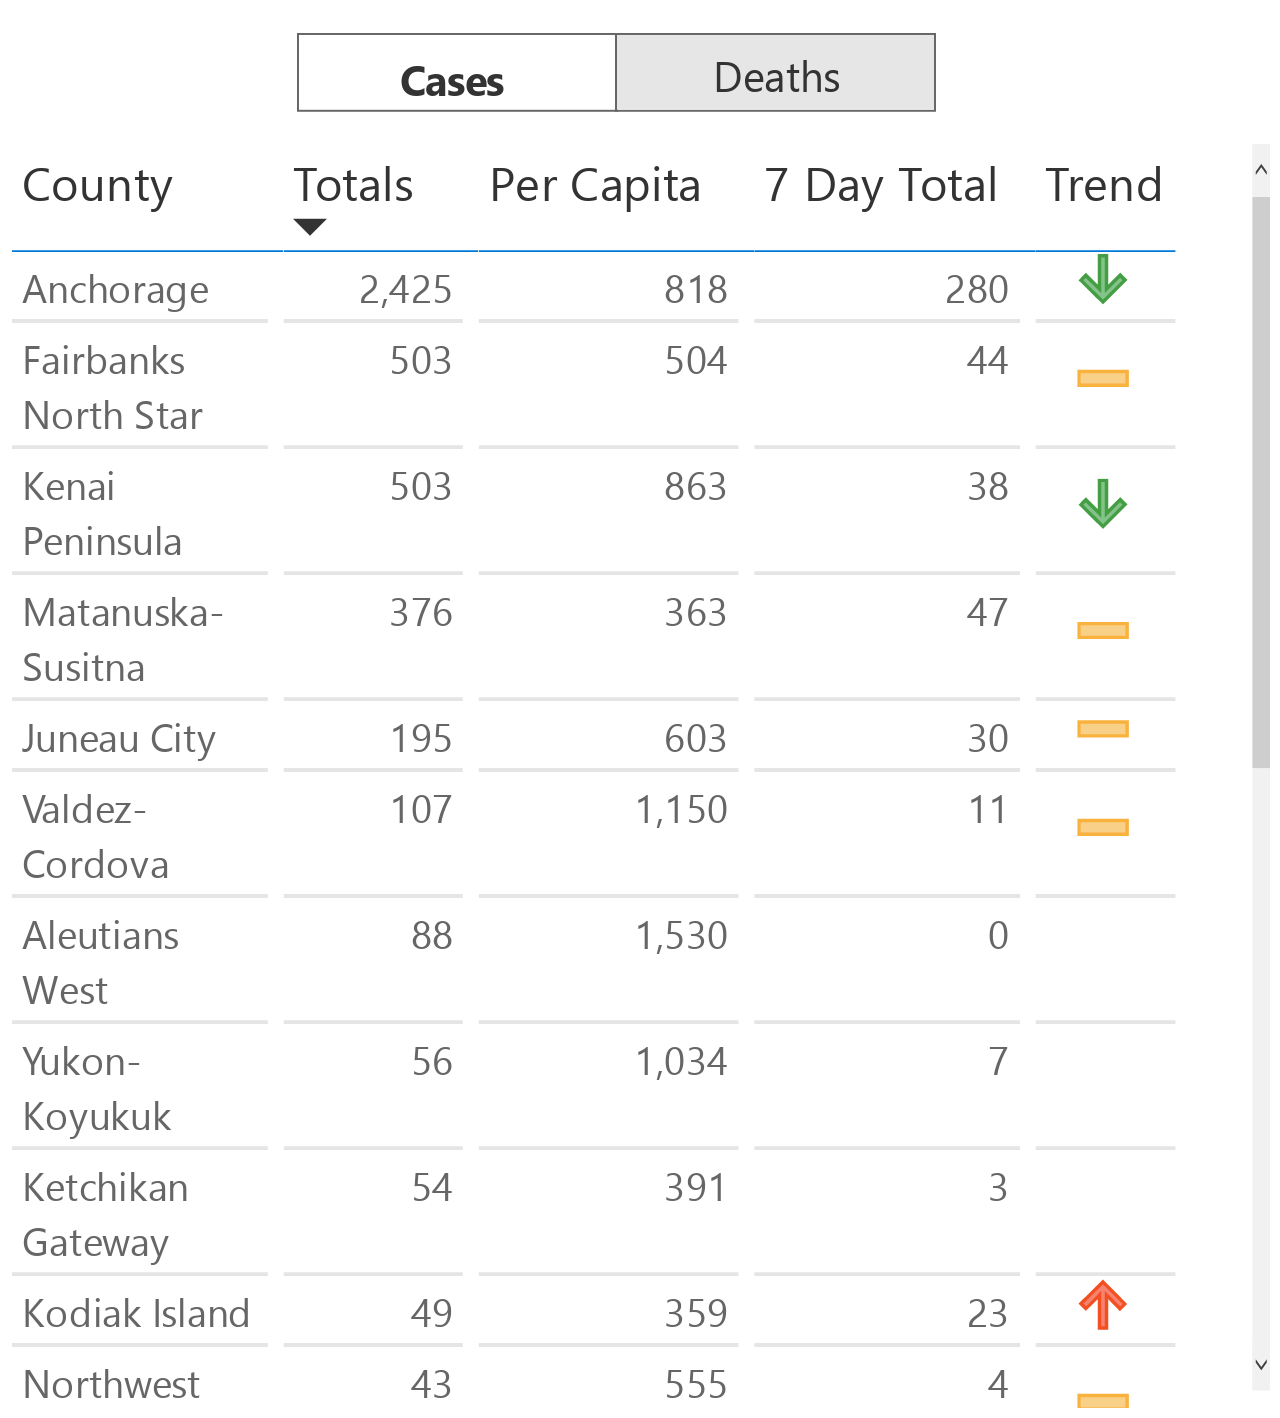 Cases Deaths
County Totals Per Capita 7 Day Total Trend
Anchorage 2,425 818 280
Fairbanks 503 504 44
North Star
Kenai 503 863 38
Peninsula
Matanuska- 376 363 47
Susitna
Juneau City 195 603 30
Valdez- 107 1,150 11
Cordova
Aleutians 88 1,530 0
West
Yukon- 56 1,034 7
Koyukuk
Ketchikan 54 391 3
Gateway
Kodiak Island 49 359 23
Northwest 43 555 4